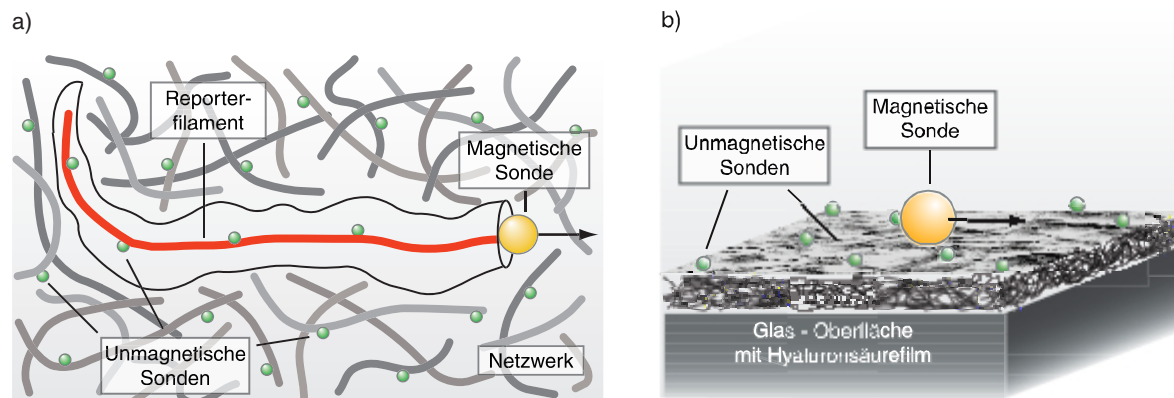 a)
Reporter-
filament
Magnetische
Sonde
Unmagnetische
Sonden
Netzwerk
b)
Magnetische
Sonde
Unmagnetische
Sonden
Glas - Oberfläche
mit Hyaluronsäurefilm